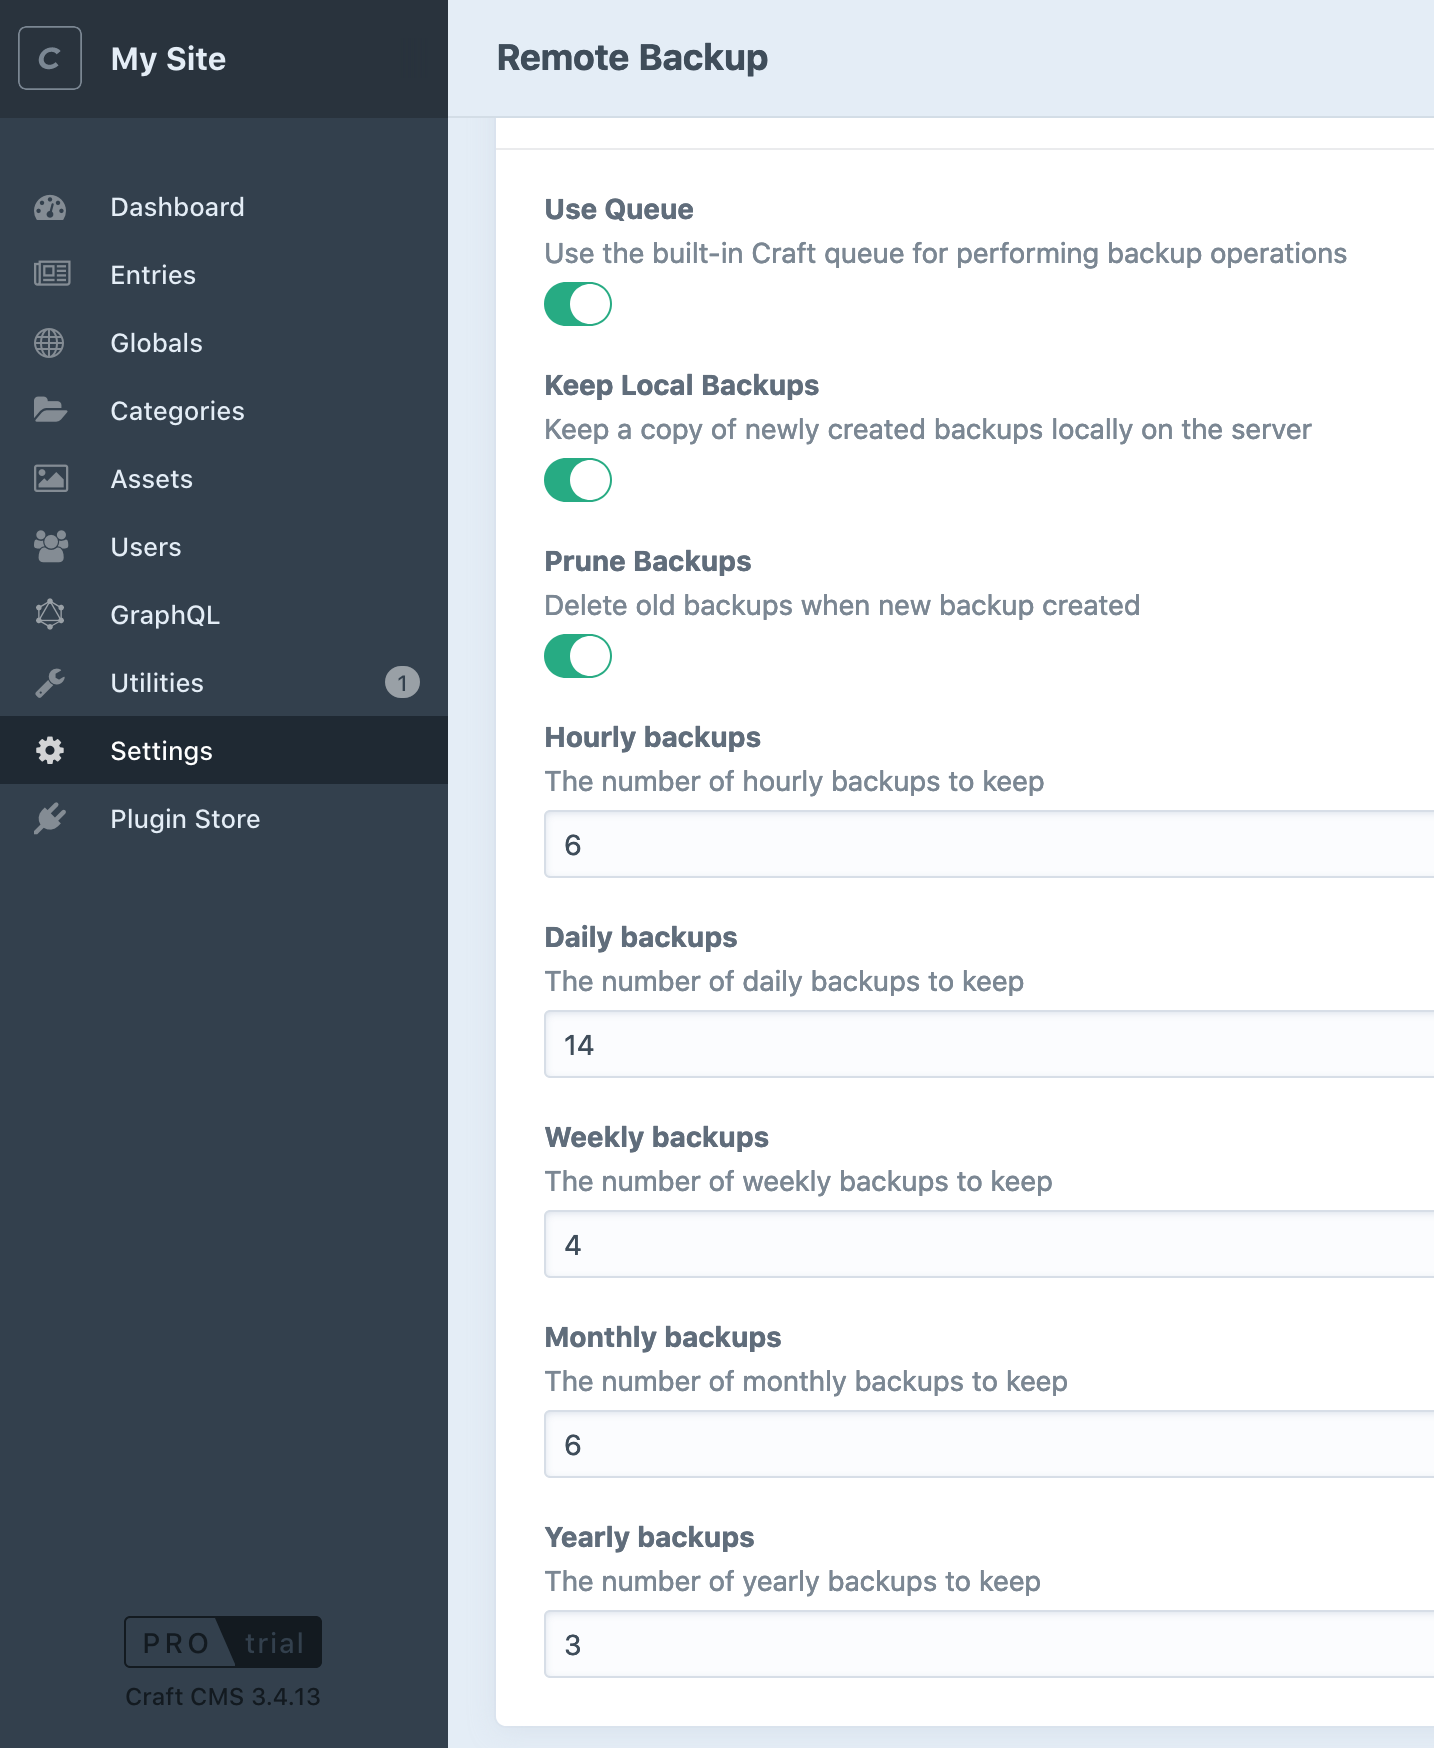 C
My Site
Dashboard
Entries
Globals
Categories
Assets
Users
GraphQL
Utilities 1
Settings
Plugin Store
PRO trial
Craft CMS 3.4.13
Remote Backup
Use Queue
Use the built-in Craft queue for performing backup operations
Keep Local Backups
Keep a copy of newly created backups locally on the server
Prune Backups
Delete old backups when new backup created
Hourly backups
The number of hourly backups to keep
6
Daily backups
The number of daily backups to keep
14
Weekly backups
The number of weekly backups to keep
4
Monthly backups
The number of monthly backups to keep
6
Yearly backups
The number of yearly backups to keep
3